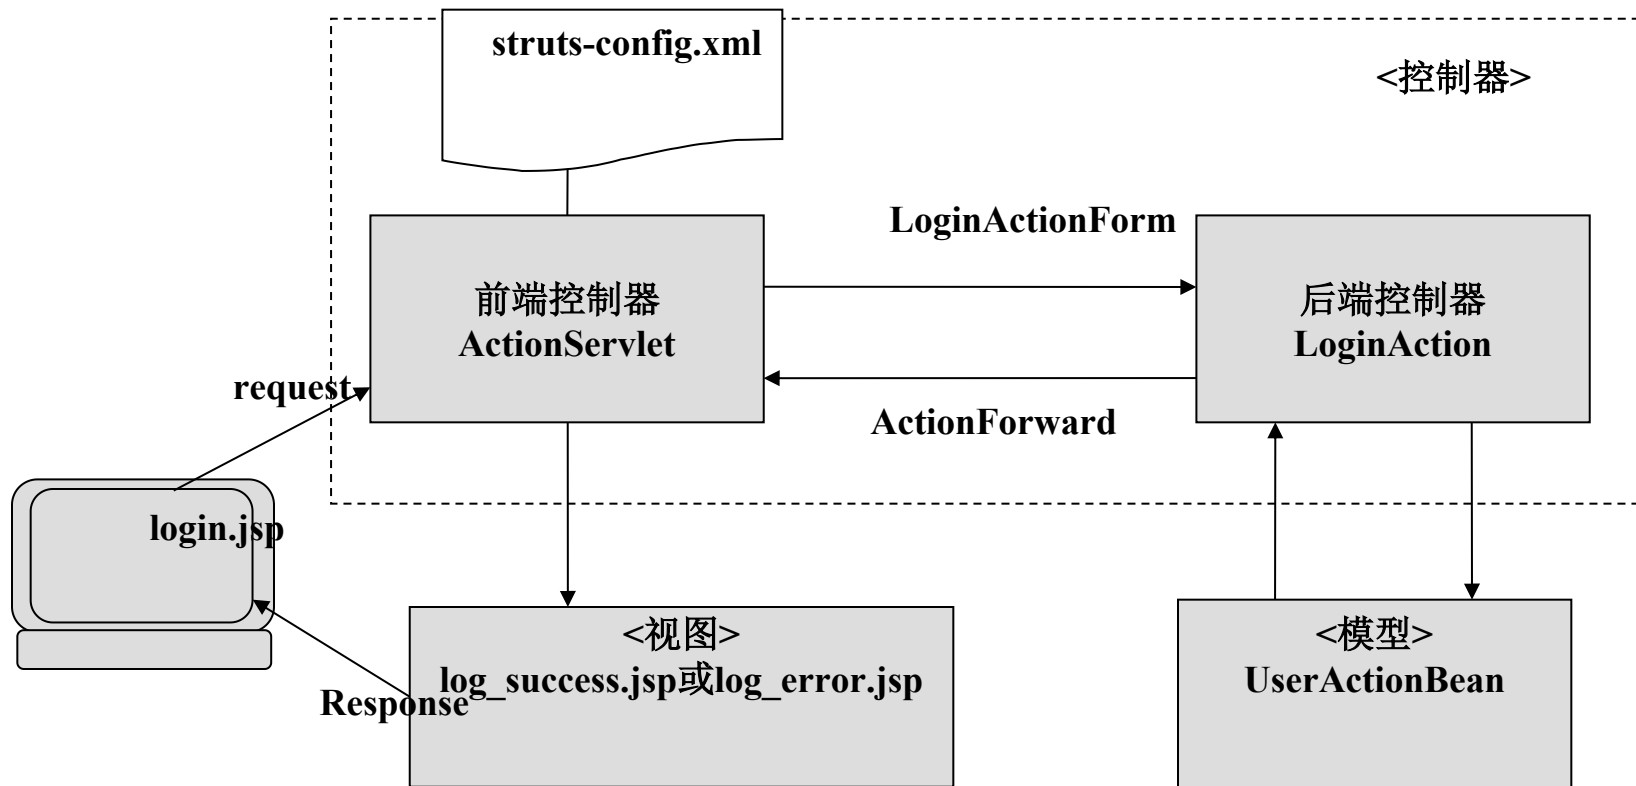 struts-config.xml
<控制器>
LoginActionForm
前端控制器
ActionServlet
后端控制器
LoginAction
request
ActionForward
login.jsp
<视图>
log_success.jsp或log_error.jsp
<模型>
UserActionBean
Response